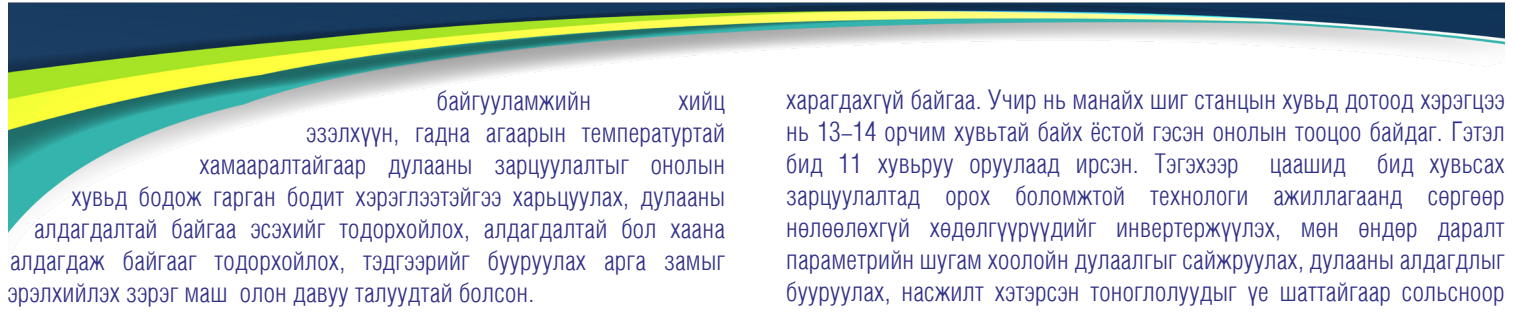 байгууламжийн хийц
эзэлхүүн, гадна агаарын температуртай
хамааралтайгаар дулааны зарцуулалтыг онолын
хувьд бодож гарган бодит хэрэглээтэйгээ харьцуулах, дулааны
алдагдалтай байгаа эсэхийг тодорхойлох, алдагдалтай бол хаана
алдагдаж байгааг тодорхойлох, тэдгээрийг бууруулах арга замыг
эрэлхийлэх зэрэг маш олон давуу талуудтай болсон.
харагдахгүй байгаа. Учир нь манайх шиг станцын хувьд дотоод хэрэгцээ
нь 13–14 орчим хувьтай байх ёстой гэсэн онолын тооцоо байдаг. Гэтэл
бид 11 хувьруу оруулаад ирсэн. Тэгэхээр цаашид бид хувьсах
зарцуулалтад орох боломжтой технологи ажиллагаанд сөргөөр
нөлөөлөхгүй хөдөлгүүрүүдийг инвертержүүлэх, мөн өндөр даралт
параметрийн шугам хоолойн дулаалгыг сайжруулах, дулааны алдагдлыг
бууруулах, насжилт хэтэрсэн тоноглолуудыг үе шаттайгаар сольсноор